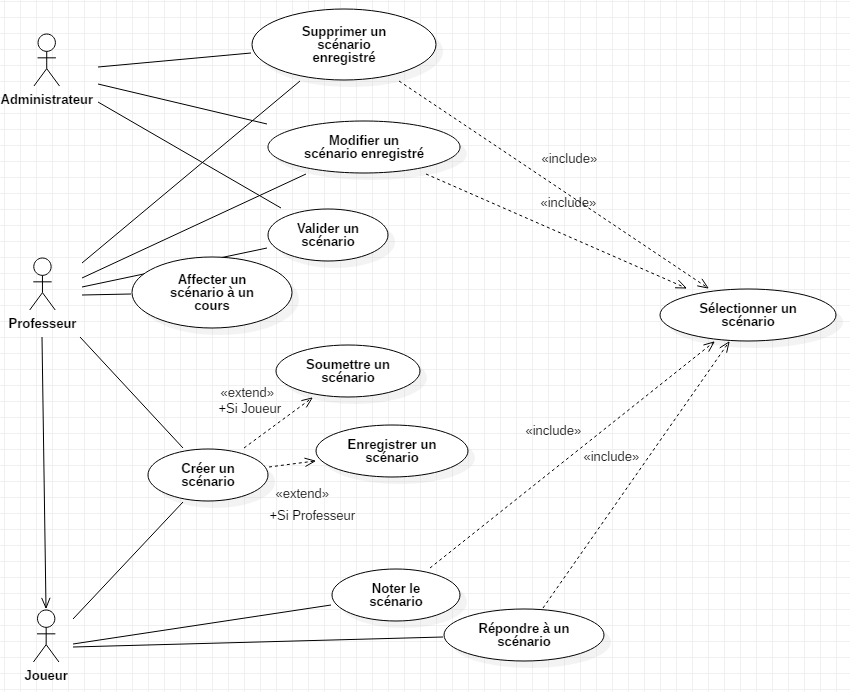 Supprimer un
scénario
enregistré
Administrateur
Modifier un
scénario enregistré
«include»
«include»
Valider un
scénario
Affecter un
scénario à un
cours
Professeur
Sélectionner un
scénario
Soumettre un
scénario
«extend»
+Si Joueur
«include»
Enregistrer un
scénario
«include»
Créer un
scénario
«extend»
+Si Professeur
Noter le
scénario
Répondre à un
scénario
Joueur